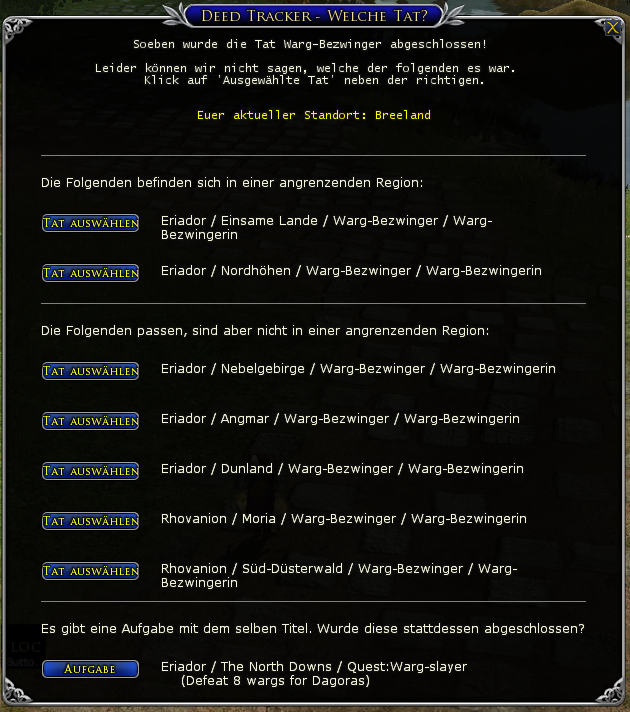 Deed Tracker - Welche Tat?
X
Soeben wurde die Tat Warg-Bezwinger abgeschlossen!
Leider können wir nicht sagen, welche der folgenden es war.
Klick auf 'Ausgewählte Tat' neben der richtigen.
Euer aktueller Standort: Breeland
Die Folgenden befinden sich in einer angrenzenden Region:
Tat auswählen
Eriador / Einsame Lande / Warg-Bezwinger / Warg-
Bezwingerin
Tat auswählen
Eriador / Nordhöhen / Warg-Bezwinger / Warg-Bezwingerin
Die Folgenden passen, sind aber nicht in einer angrenzenden Region:
Tat auswählen
Eriador / Nebelgebirge / Warg-Bezwinger / Warg-Bezwingerin
Tat auswählen
Eriador / Angmar / Warg-Bezwinger / Warg-Bezwingerin
Tat auswählen
Eriador / Dunland / Warg-Bezwinger / Warg-Bezwingerin
Tat auswählen
Rhovanion / Moria / Warg-Bezwinger / Warg-Bezwingerin
Tat auswählen
Rhovanion / Süd-Düsterwald / Warg-Bezwinger / Warg-
Bezwingerin
Es gibt eine Aufgabe mit dem selben Titel. Wurde diese stattdessen abgeschlossen?
LOC
Aufgabe
Eriador / The North Downs / Quest:Warg-slayer
(Defeat 8 wargs for Dagoras)